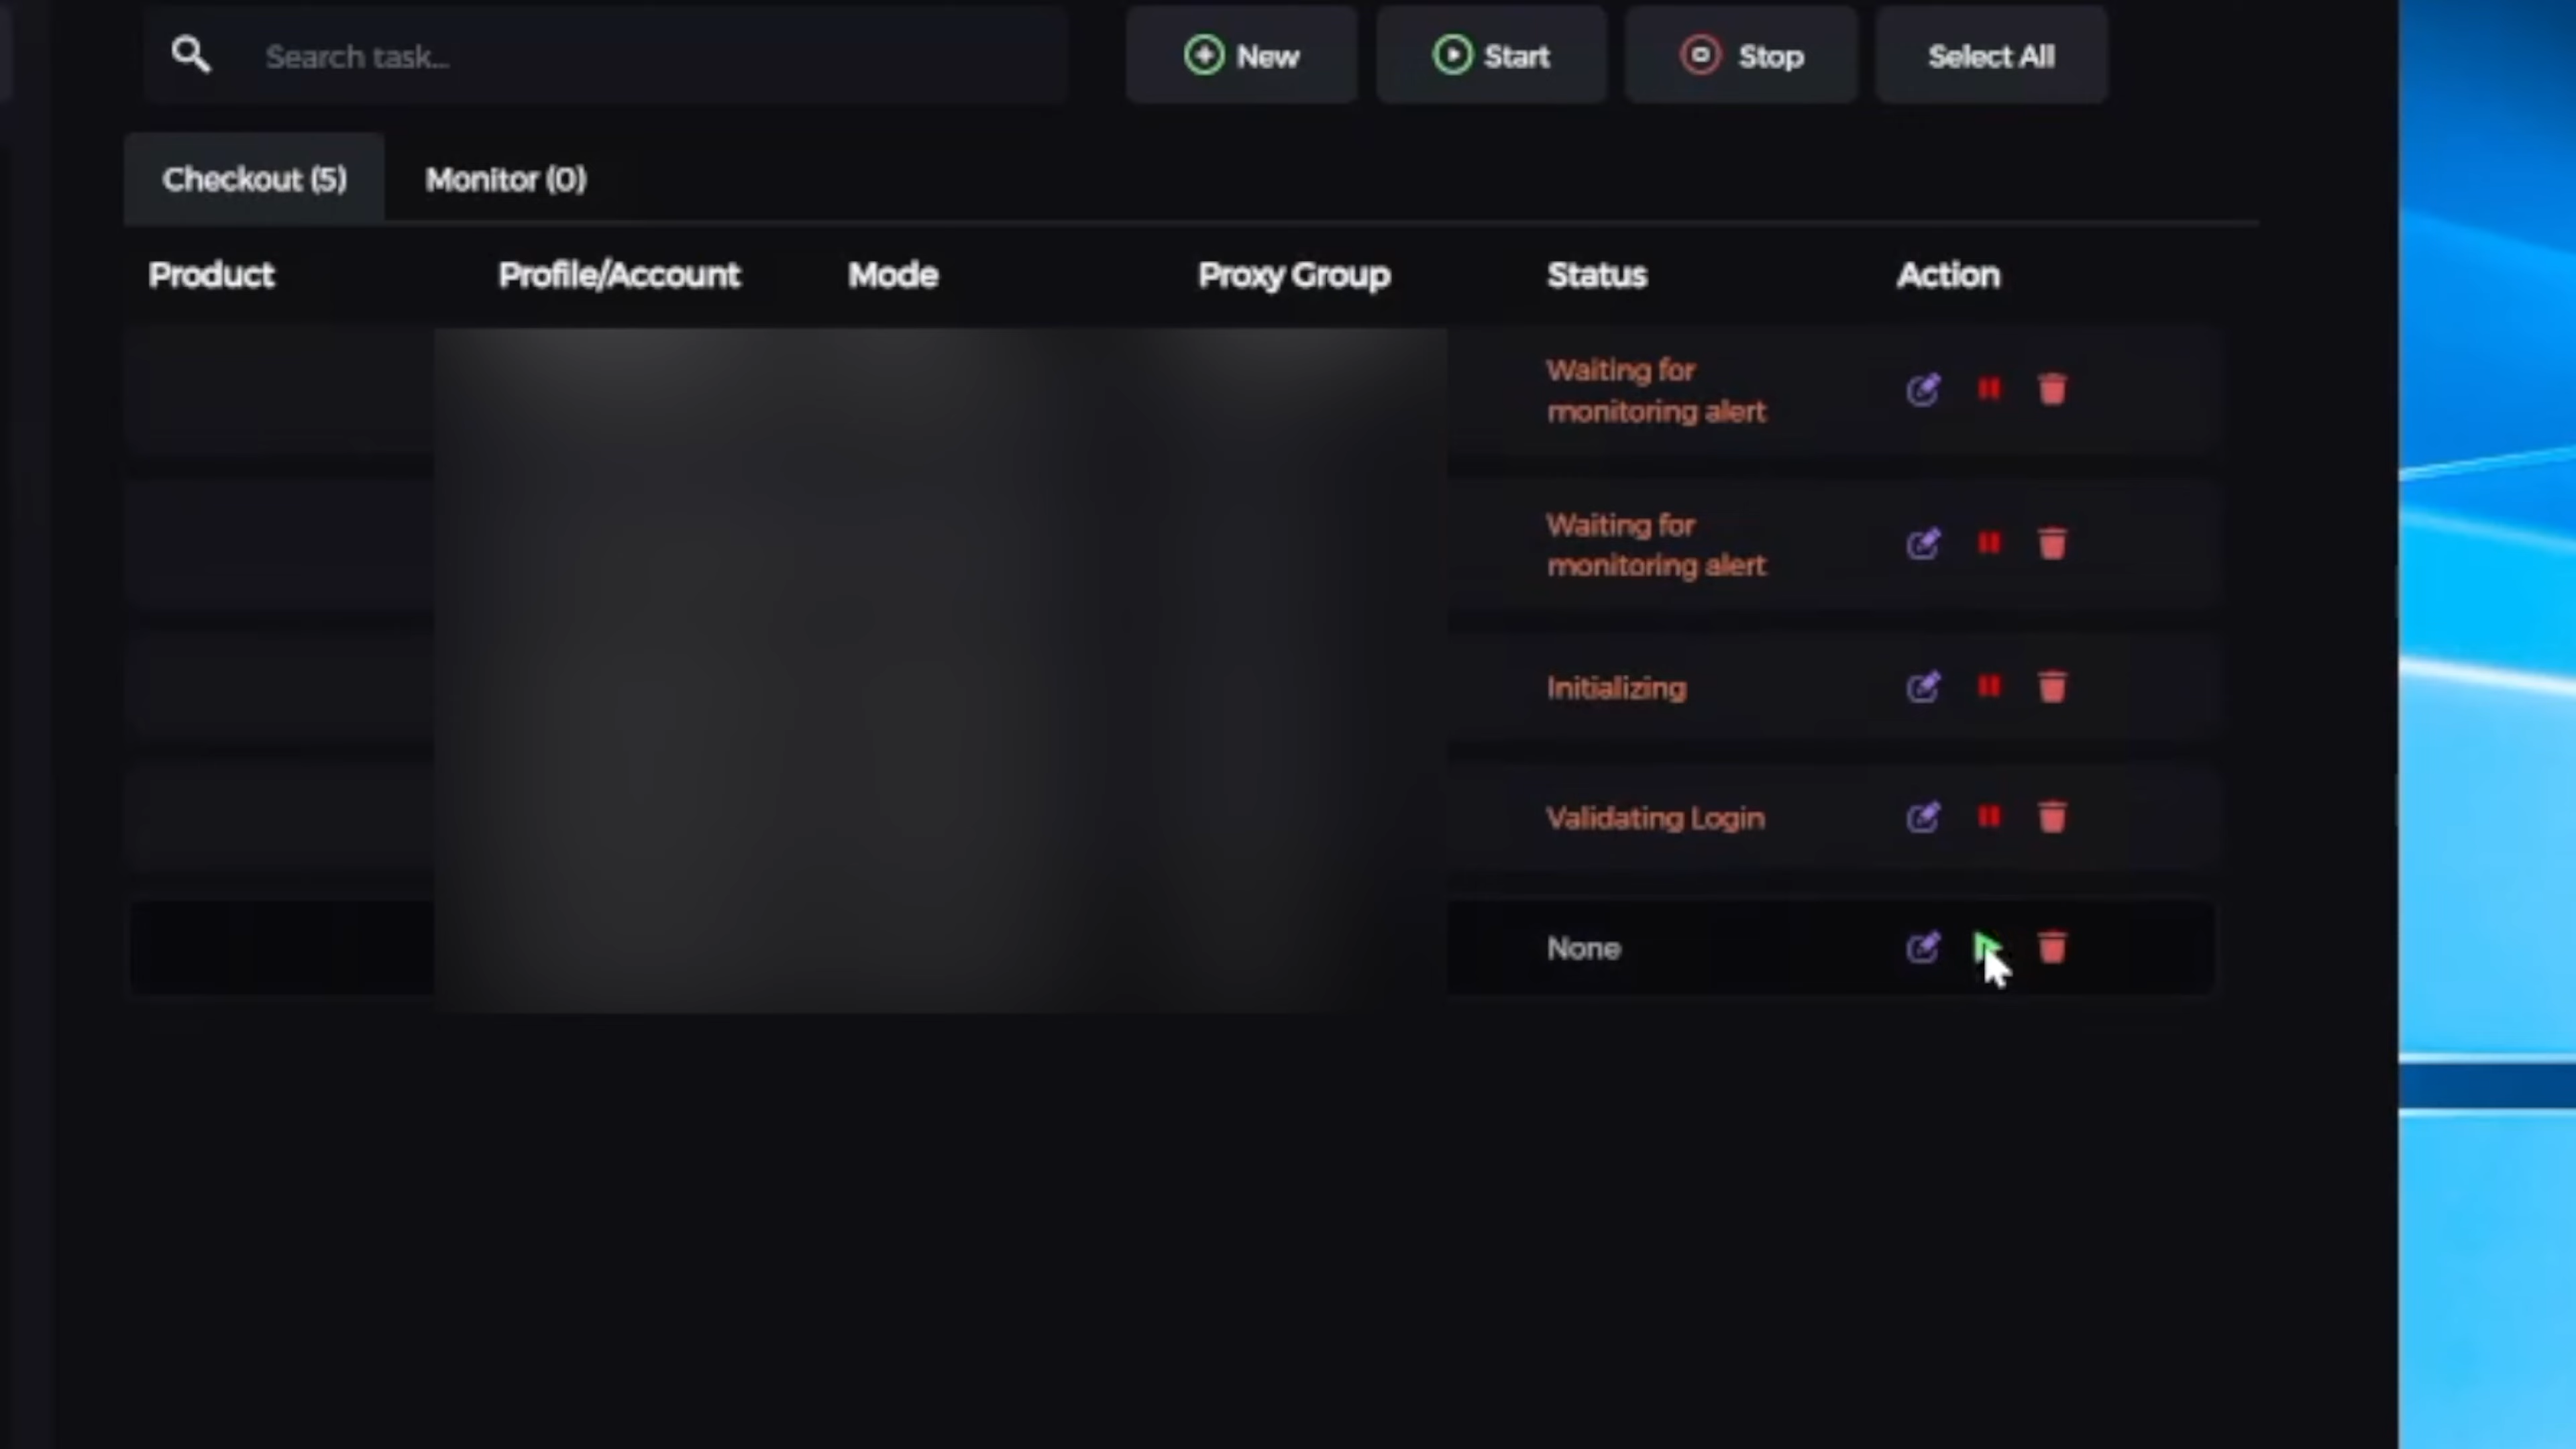 Search task...
New
Start
Stop
Select All
Checkout (5)
Monitor (0)
Product
Profile/Account
Mode
Proxy Group
Status
Action
Waiting for
monitoring alert
Waiting for
monitoring alert
Initializing
Validating Login
None